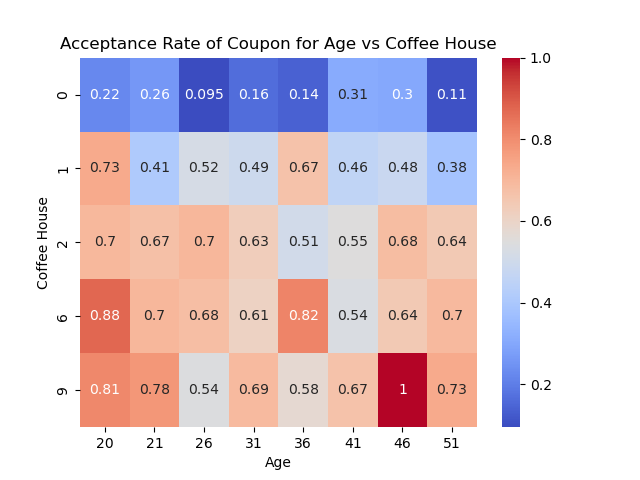 Acceptance Rate of Coupon for Age vs Coffee House
Coffee House
0 0.22 0.26 0.095 0.16 0.14 0.31 0.3 0.11
1 0.73 0.41 0.52 0.49 0.67 0.46 0.48 0.38
2 0.7 0.67 0.7 0.63 0.51 0.55 0.68 0.64
6 0.88 0.7 0.68 0.61 0.82 0.54 0.64 0.7
9 0.81 0.78 0.54 0.69 0.58 0.67 1 0.73
20 21 26 31 36 41 46 51
Age
1.0
0.8
0.6
0.4
0.2